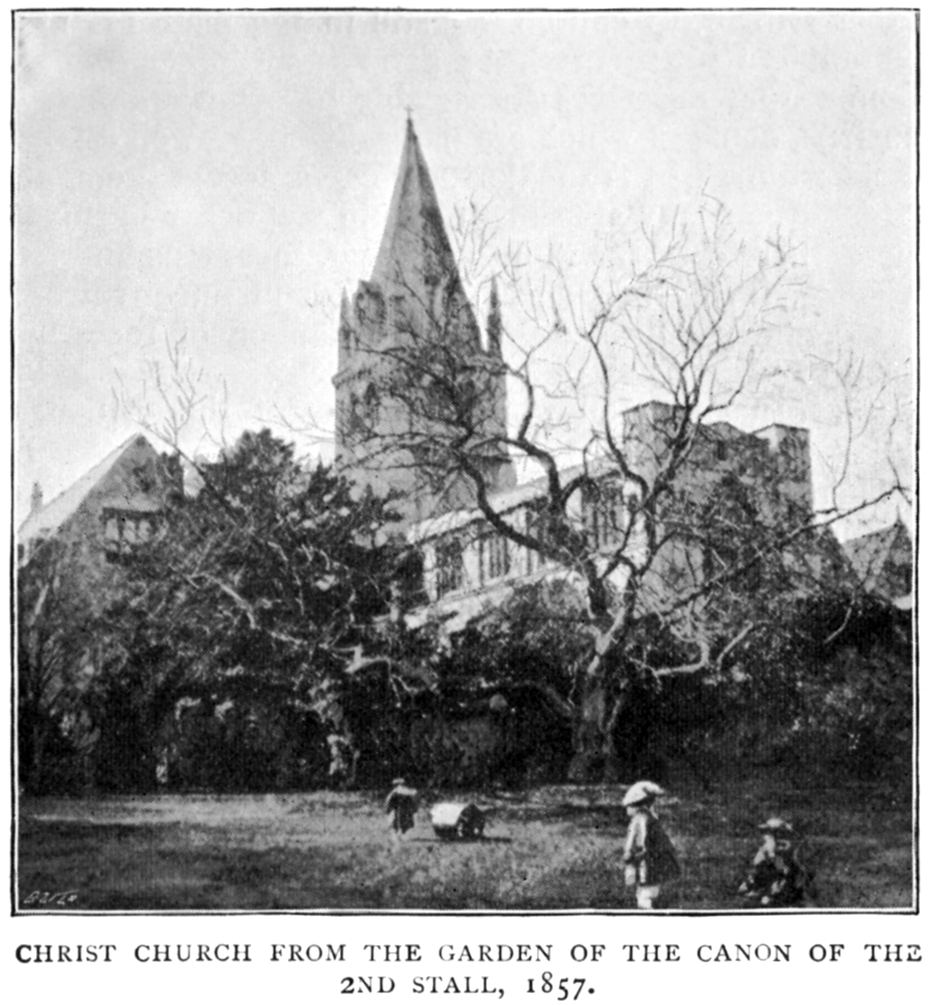 CHRIST CHURCH FROM THE GARDEN OF THE CANON OF THE
2ND STALL, 1857.